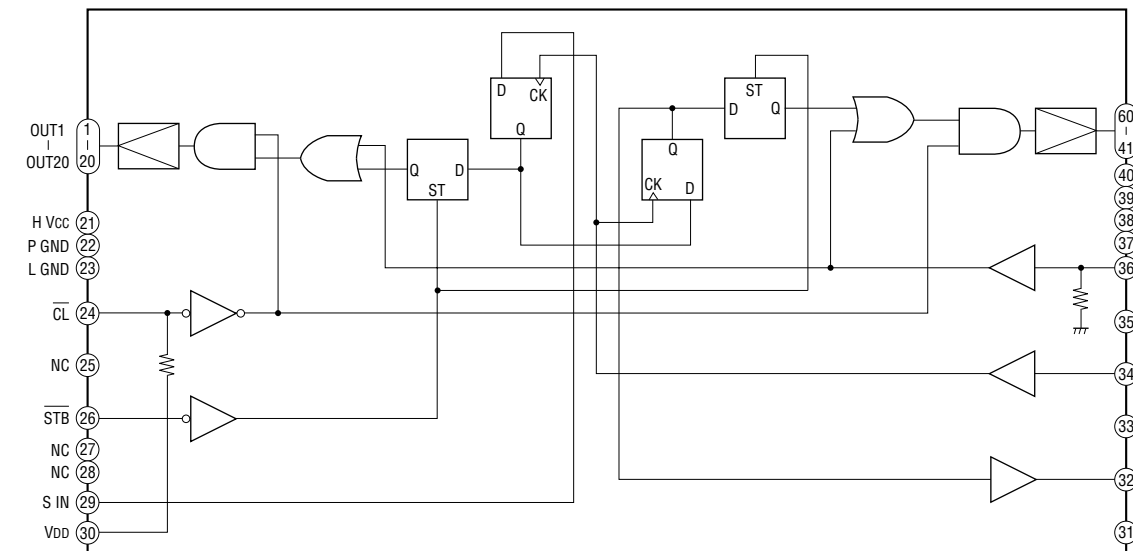 OUT1
OUT20
1
20
H VCC 21
P GND 22
L GND 23
CL 24
NC 25
STB 26
NC 27
NC 28
S IN 29
VDD 30
Q D
ST
D CK
Q
ST
D Q
Q
CK D
60
41
40
39
38
37
36
35
34
33
32
31